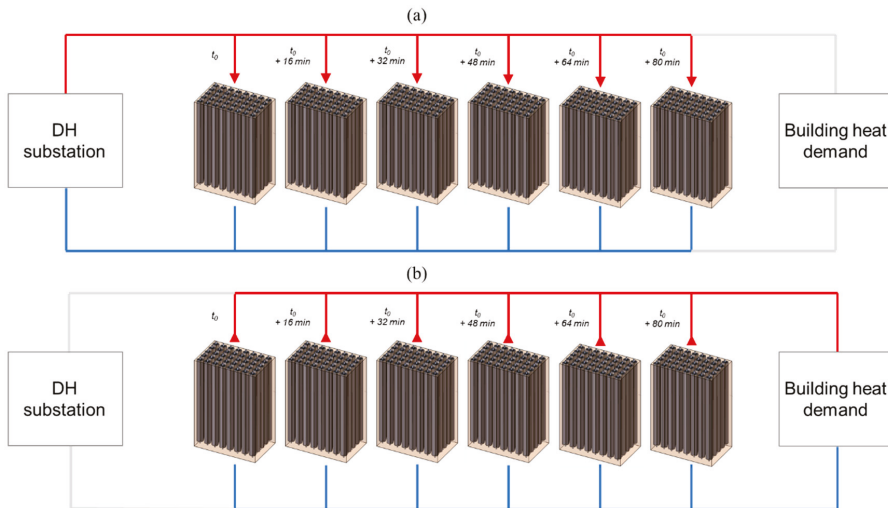 (a)
t0
t0
+ 16 min
t0
+ 32 min
t0
+ 48 min
t0
+ 64 min
t0
+ 80 min
DH
substation
Building heat
demand
(b)
t0
t0
+ 16 min
t0
+ 32 min
t0
+ 48 min
t0
+ 64 min
t0
+ 80 min
DH
substation
Building heat
demand